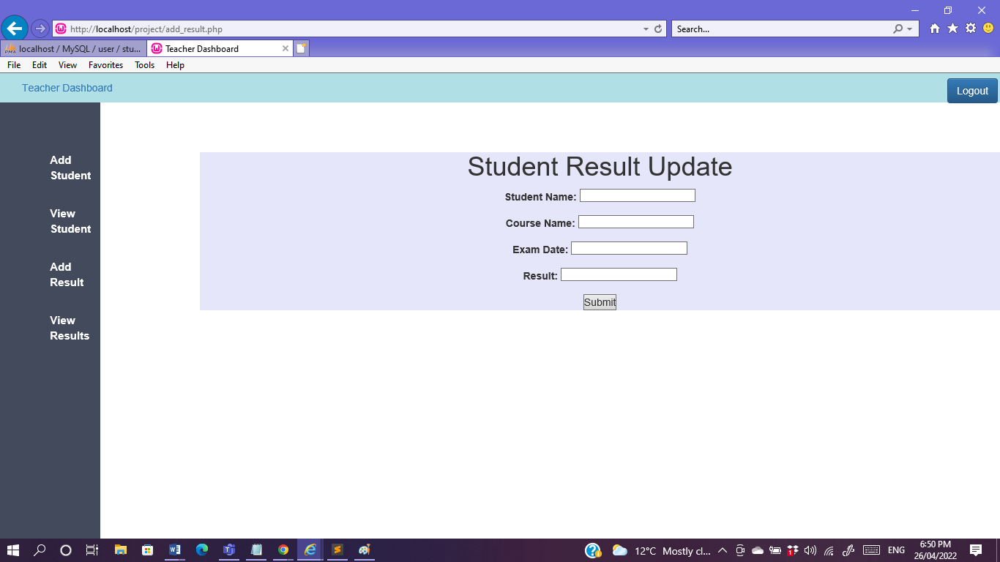 http://localhost/project/add_result.php
Search...
localhost / MySQL / user / stu...
Teacher Dashboard
File Edit View Favorites Tools Help
Teacher Dashboard
Logout
Add
Student
View
Student
Add
Result
View
Results
Student Result Update
Student Name:
Course Name:
Exam Date:
Result:
Submit
12°C Mostly cl...
ENG
6:50 PM
26/04/2022